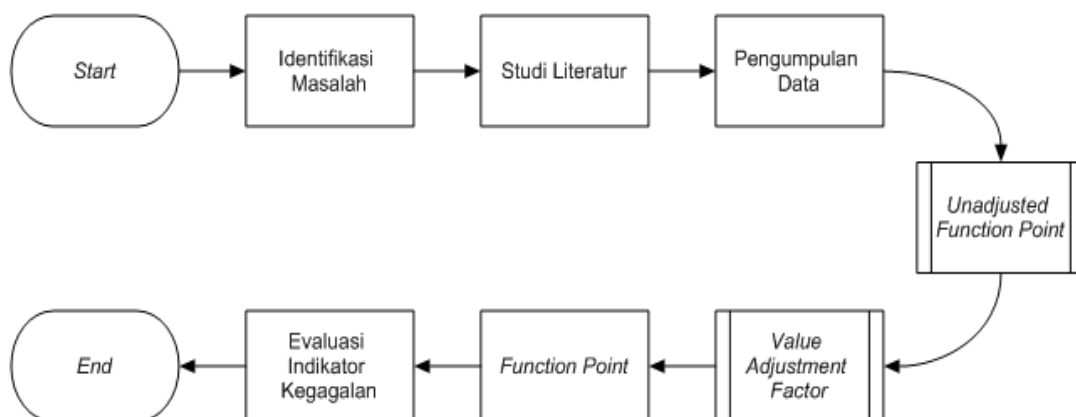 Start
Identifikasi
Masalah
Studi Literatur
Pengumpulan
Data
Unadjusted
Function Point
Value
Adjustment
Factor
Function Point
Evaluasi
Indikator
Kegagalan
End